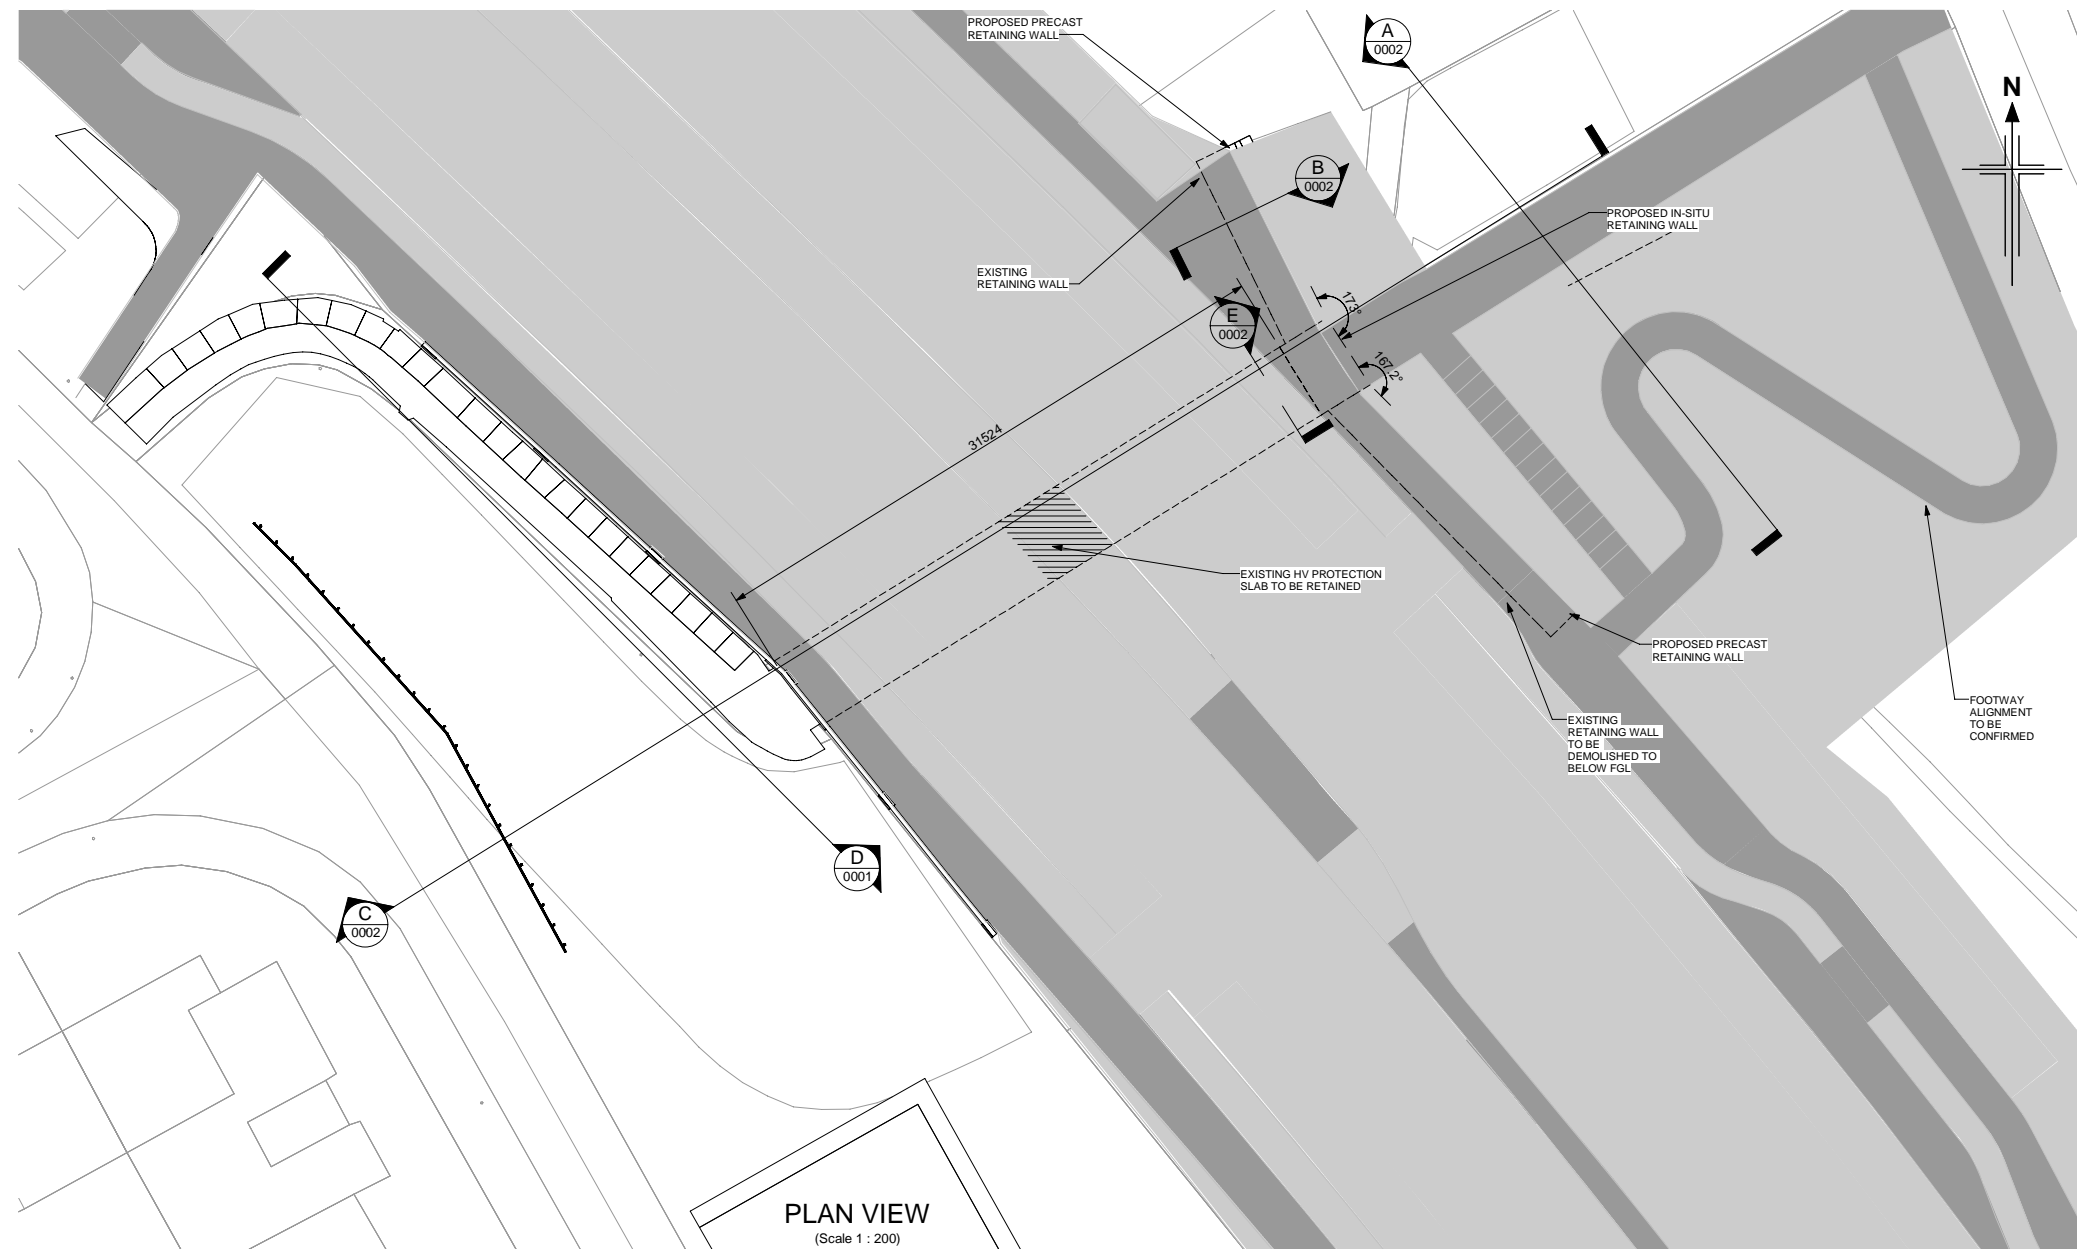 PROPOSED PRECAST
RETAINING WALL
A
0002
N
B
0002
PROPOSED IN-SITU
RETAINING WALL
EXISTING
RETAINING WALL
E
0002
173°
167.2°
31524
EXISTING HV PROTECTION
SLAB TO BE RETAINED
PROPOSED PRECAST
RETAINING WALL
FOOTWAY
ALIGNMENT
TO BE
CONFIRMED
EXISTING
RETAINING WALL
TO BE
DEMOLISHED TO
BELOW FGL
D
0001
C
0002
PLAN VIEW
(Scale 1 : 200)